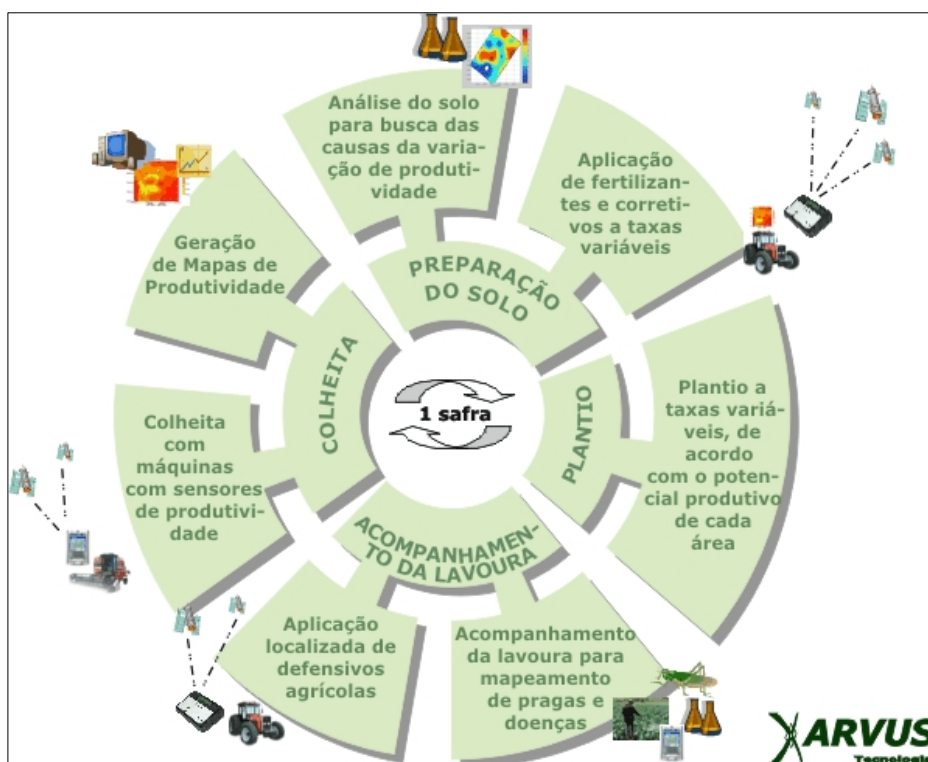 Análise do solo
para busca das
causas da varia-
ção de produti-
vidade
Aplicação
de fertilizan-
tes e correti-
vos a taxas
variáveis
PREPARAÇÃO
DO SOLO
Geração
de Mapas de
Produtividade
COLHEITA
1 safra
PLANTIO
Plantio a
taxas variá-
veis, de
acordo
com o poten-
cial produtivo
de cada
área
Colheita
com
máquinas
com sensores
de produtivi-
dade
ACOMPANHAMEN-
TO DA LAVOURA
Aplicação
localizada de
defensivos
agrícolas
Acompanhamento
da lavoura para
mapeamento
de pragas e
doenças
ARVUS
Tecnologia